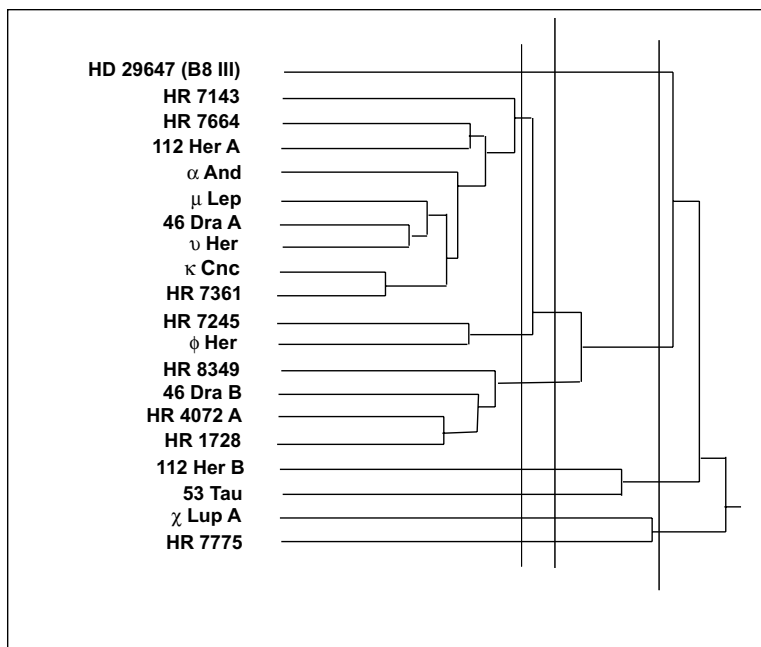 HD 29647 (B8 III)
HR 7143
HR 7664
112 Her A
α And
μ Lep
46 Dra A
υ Her
κ Cnc
HR 7361
HR 7245
ϕ Her
HR 8349
46 Dra B
HR 4072 A
HR 1728
112 Her B
53 Tau
χ Lup A
HR 7775